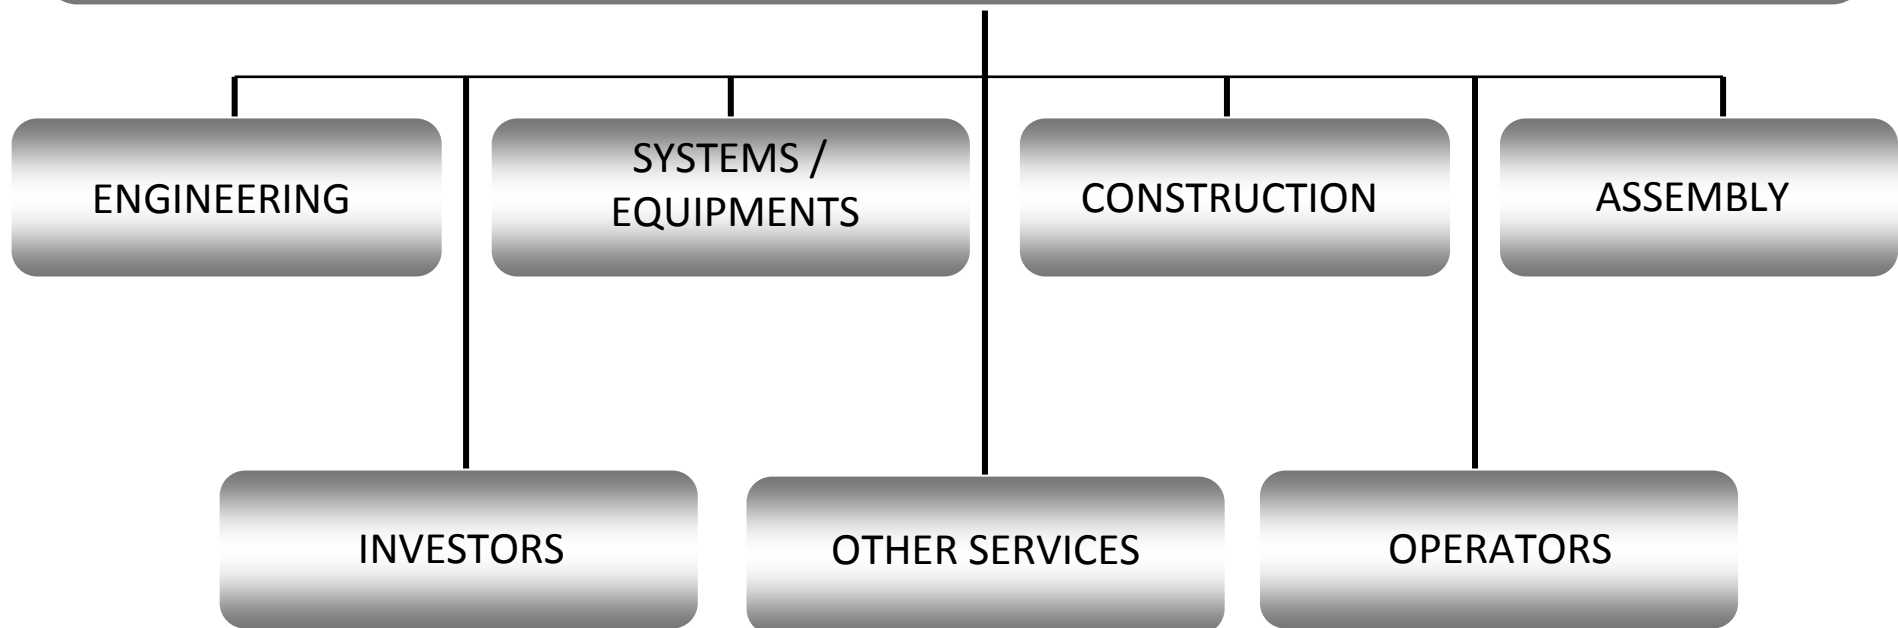 ENGINEERING
SYSTEMS /
EQUIPMENTS
CONSTRUCTION
ASSEMBLY
INVESTORS
OTHER SERVICES
OPERATORS